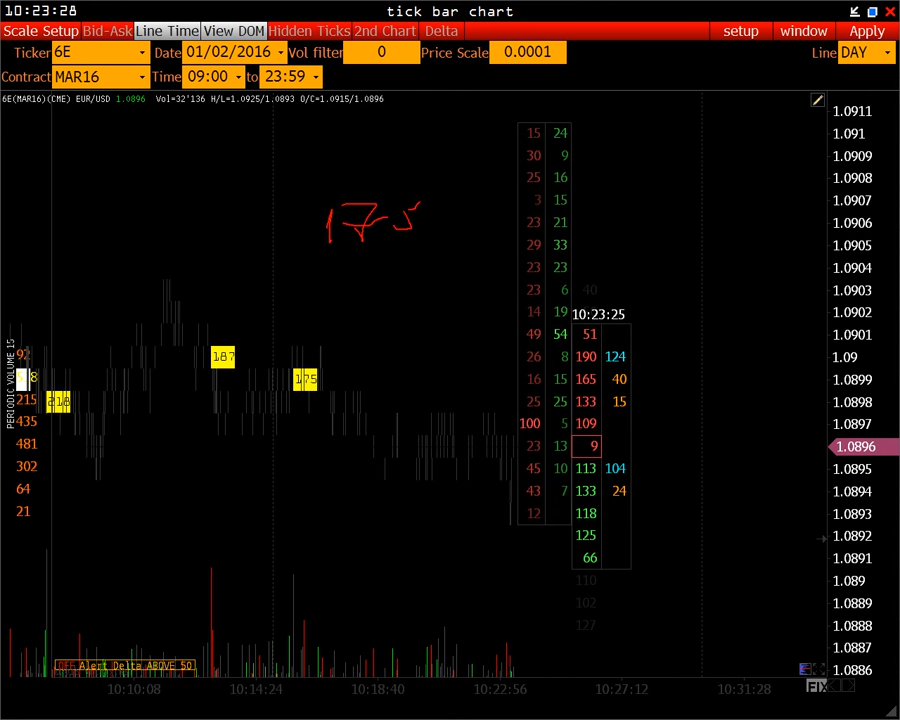 10:23:28 tick bar chart
Scale Setup Bid-Ask Line Time View DOM Hidden Ticks 2nd Chart Delta setup window Apply
Ticker 6E Date 01/02/2016 Vol filter 0 Price Scale 0.0001 Line DAY
Contract MAR16 Time 09:00 to 23:59
6E(MAR16)(CME) EUR/USD 1.0896 Vol=32'136 H/L=1.0925/1.0893 O/C=1.0915/1.0896
1.0911
15 24 1.091
30 9 1.0909
25 16 1.0908
3 15 1.0907
23 21 1.0906
29 33 1.0905
23 23 1.0904
23 6 40 1.0903
14 19 10:23:25 1.0902
49 54 51 1.0901
92 187 26 8 190 124 1.09
8 175 16 15 165 40 1.0899
215 218 25 25 133 15 1.0898
435 100 5 109 1.0897
481 23 13 9 1.0896
302 45 10 113 104 1.0895
64 43 7 133 24 1.0894
21 12 118 1.0893
125 1.0892
66 1.0891
110 1.089
102 1.0889
127 1.0888
1.0887
1.0886
PERIODIC VOLUME 15
17-5
OFF Alert Delta ABOVE 50
FIX
10:10:08 10:14:24 10:18:40 10:22:56 10:27:12 10:31:28